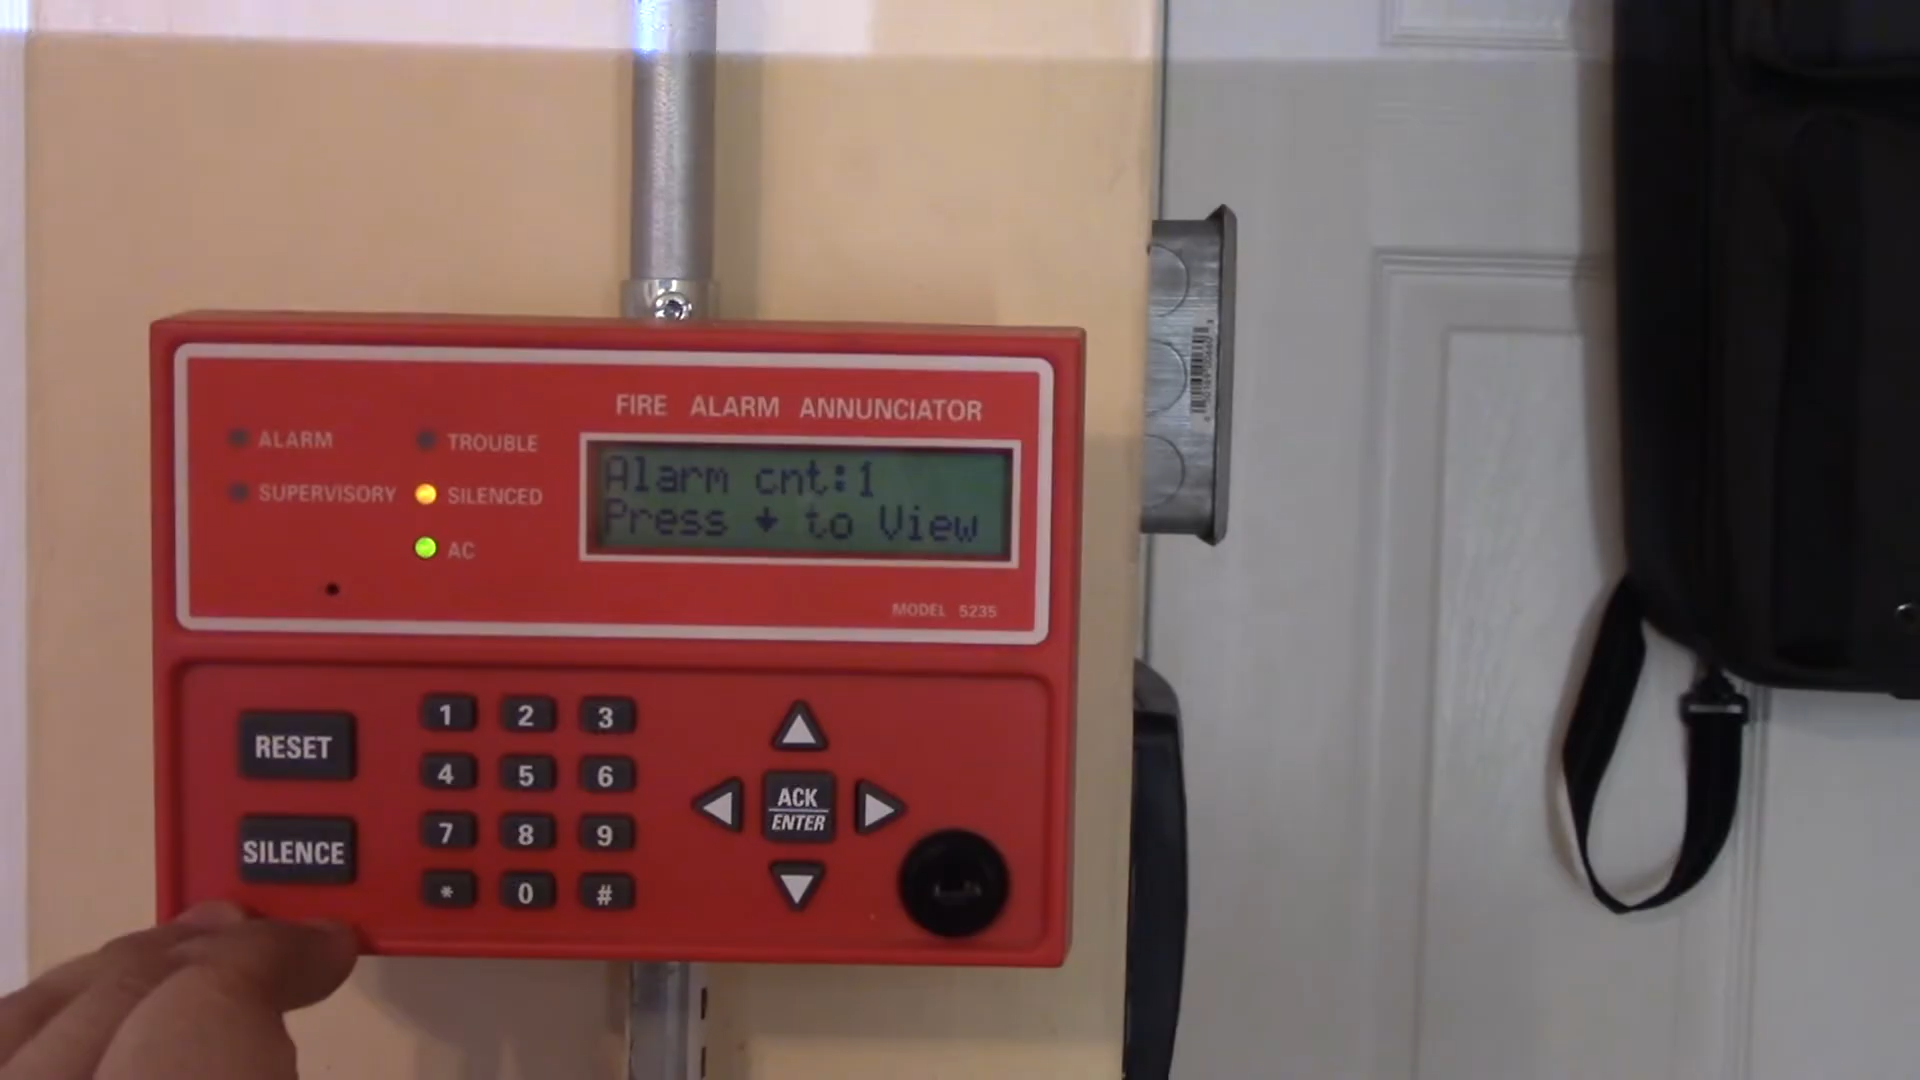 FIRE ALARM ANNUNCIATOR
ALARM
TROUBLE
SUPERVISORY
SILENCED
AC
Alarm cnt:1
Press ↓ to View
MODEL 5235
RESET
SILENCE
1 2 3
4 5 6
7 8 9
* 0 #
ACK
ENTER